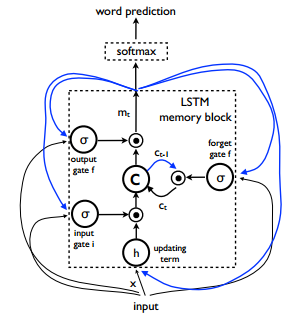 word prediction
softmax
LSTM
memory block
mt
σ
output
gate f
ct-1
forget
gate f
σ
C
ct
σ
input
gate i
h
updating
term
x
input